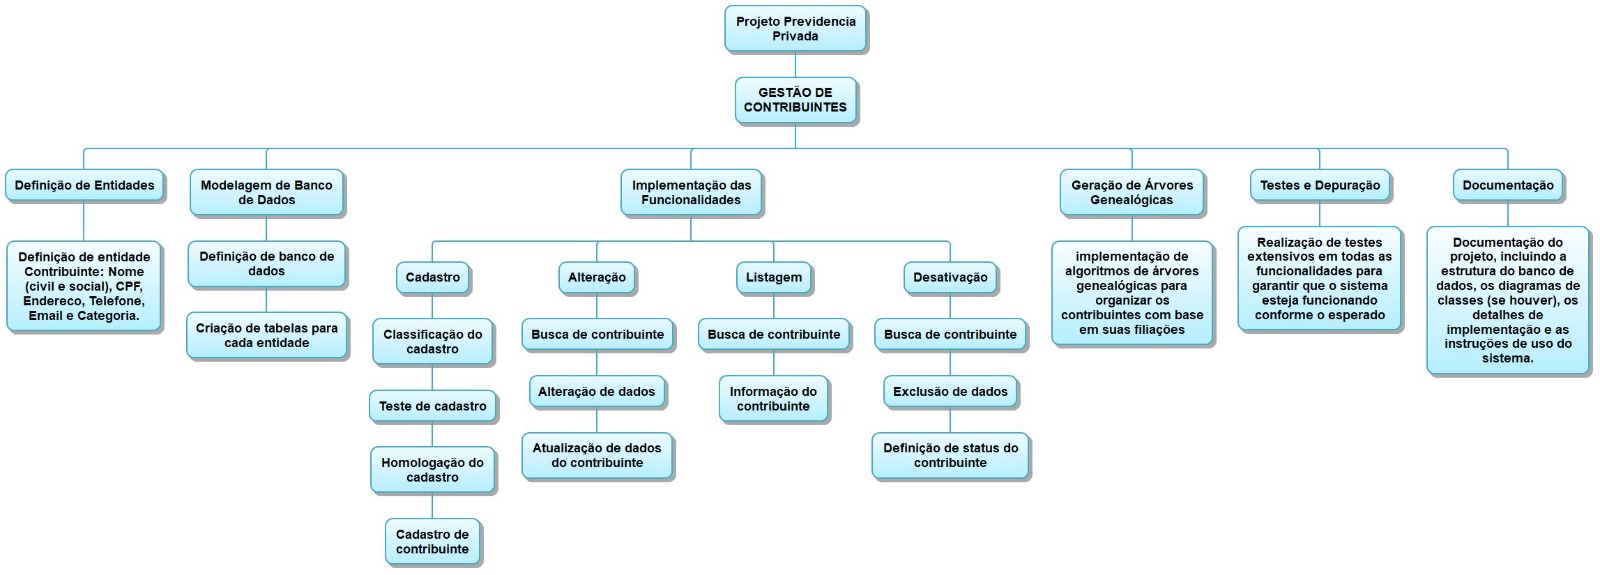 Projeto Previdencia
Privada
GESTÃO DE
CONTRIBUINTES
Definição de Entidades
Definição de entidade
Contribuinte: Nome
(civil e social), CPF,
Endereco, Telefone,
Email e Categoria.
Modelagem de Banco
de Dados
Definição de banco de
dados
Criação de tabelas para
cada entidade
Implementação das
Funcionalidades
Cadastro
Classificação do
cadastro
Teste de cadastro
Homologação do
cadastro
Cadastro de
contribuinte
Alteração
Busca de contribuinte
Alteração de dados
Atualização de dados
do contribuinte
Listagem
Busca de contribuinte
Informação do
contribuinte
Desativação
Busca de contribuinte
Exclusão de dados
Definição de status do
contribuinte
Geração de Árvores
Genealógicas
implementação de
algoritmos de árvores
genealógicas para
organizar os
contribuintes com base
em suas filiações
Testes e Depuração
Realização de testes
extensivos em todas as
funcionalidades para
garantir que o sistema
esteja funcionando
conforme o esperado
Documentação
Documentação do
projeto, incluindo a
estrutura do banco de
dados, os diagramas de
classes (se houver), os
detalhes de
implementação e as
instruções de uso do
sistema.